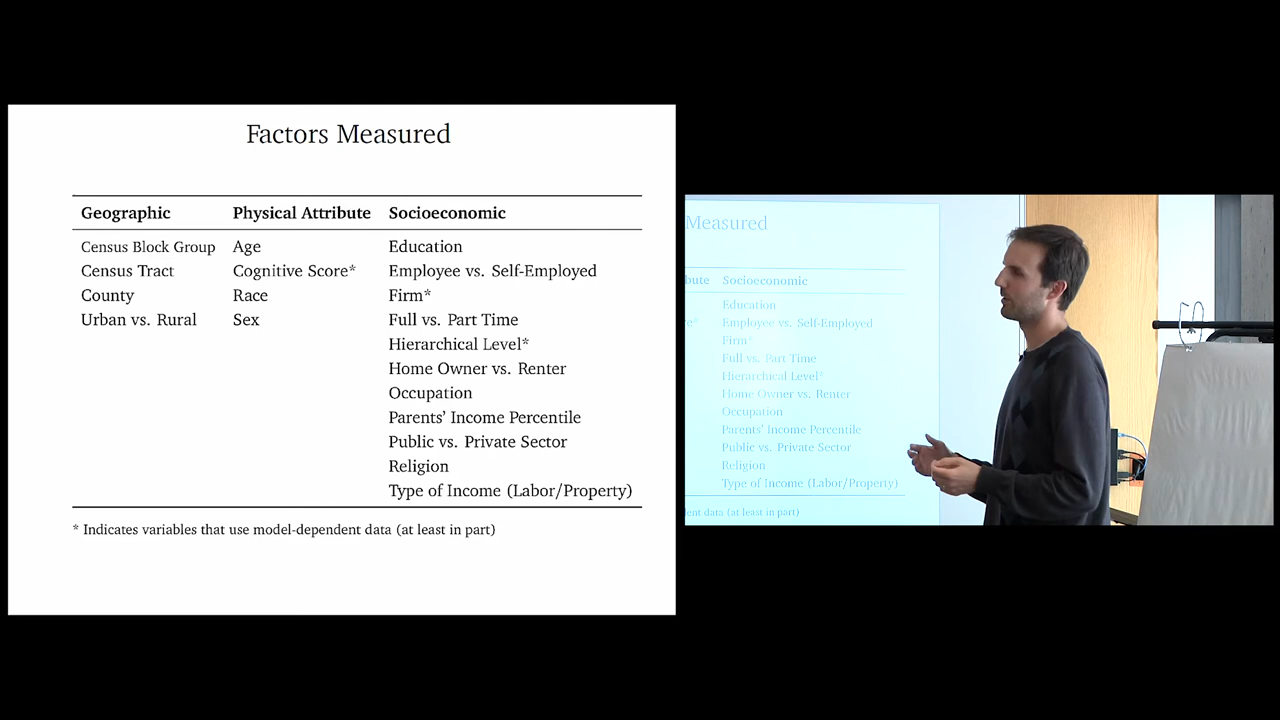 Factors Measured
Geographic Physical Attribute Socioeconomic
Census Block Group Age Education
Census Tract Cognitive Score* Employee vs. Self-Employed
County Race Firm*
Urban vs. Rural Sex Full vs. Part Time
Hierarchical Level*
Home Owner vs. Renter
Occupation
Parents' Income Percentile
Public vs. Private Sector
Religion
Type of Income (Labor/Property)
* Indicates variables that use model-dependent data (at least in part)
Measured
bute Socioeconomic
Education
re* Employee vs. Self-Employed
Firm*
Full vs. Part Time
Hierarchical Level*
Home Owner vs. Renter
Occupation
Parents' Income Percentile
Public vs. Private Sector
Religion
Type of Income (Labor/Property)
ent data (at least in part)